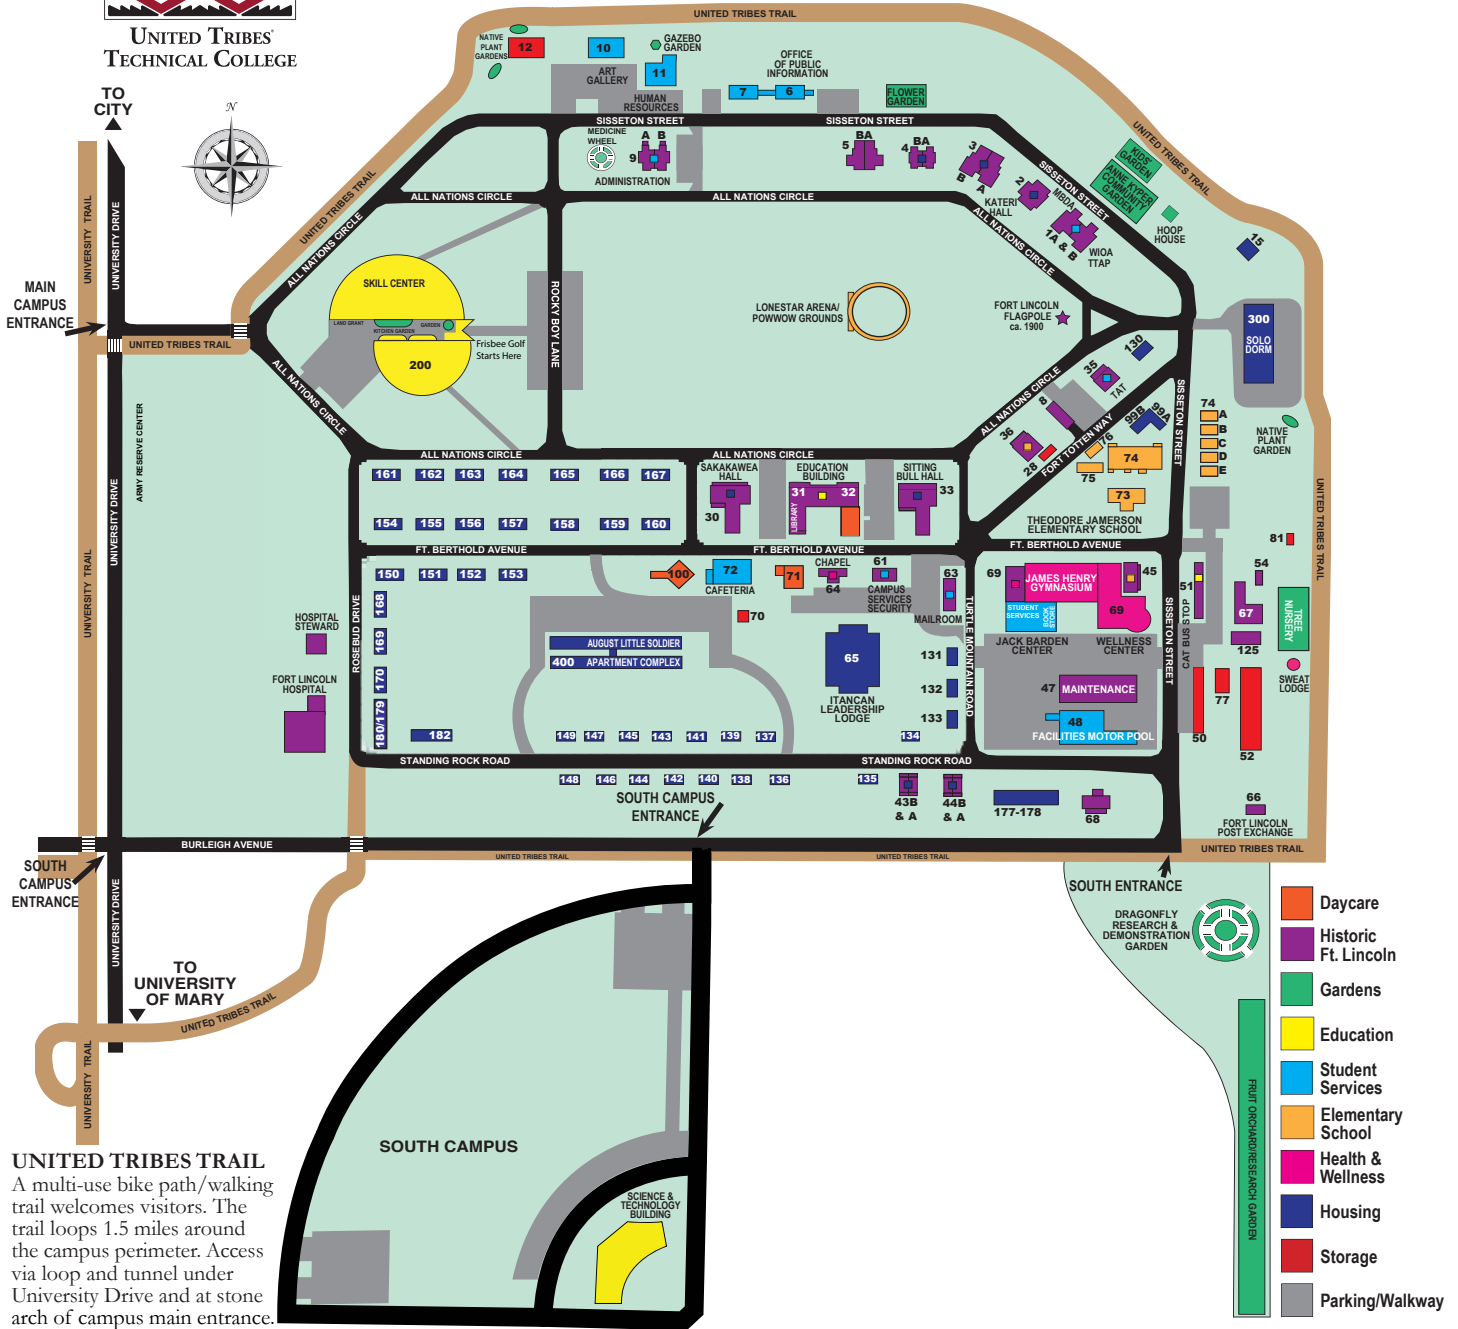 UNITED TRIBES
TECHNICAL COLLEGE
TO
CITY
N
MAIN
CAMPUS
ENTRANCE
UNIVERSITY TRAIL
UNIVERSITY DRIVE
UNITED TRIBES TRAIL
UNITED TRIBES TRAIL
UNITED TRIBES TRAIL
UNITED TRIBES TRAIL
UNITED TRIBES TRAIL
NATIVE
PLANT
GARDENS
12
10
ART
GALLERY
GAZEBO
GARDEN
11
HUMAN
RESOURCES
OFFICE
OF PUBLIC
INFORMATION
7
6
FLOWER
GARDEN
SISSETON STREET
SISSETON STREET
SISSETON STREET
MEDICINE
WHEEL
A B
9
ADMINISTRATION
BA
5
BA
4
3
B
A
KATERI
HALL
2
MBDA
1A & B
WIOA
TTAP
KIDS'
GARDEN
ANNE KYPER
COMMUNITY
GARDEN
HOOP
HOUSE
15
ALL NATIONS CIRCLE
ALL NATIONS CIRCLE
ALL NATIONS CIRCLE
ALL NATIONS CIRCLE
ALL NATIONS CIRCLE
ALL NATIONS CIRCLE
ALL NATIONS CIRCLE
ALL NATIONS CIRCLE
SKILL CENTER
LAND GRANT
KITCHEN GARDEN
GARDEN
200
Frisbee Golf
Starts Here
ROCKY BOY LANE
LONESTAR ARENA/
POWWOW GROUNDS
FORT LINCOLN
FLAGPOLE
ca. 1900
300
SOLO
DORM
130
35
TAT
8
36
28
FORT TOTTEN WAY
76
99B
99A
74
75
73
THEODORE JAMERSON
ELEMENTARY SCHOOL
SISSETON STREET
74
A
B
C
D
E
NATIVE
PLANT
GARDEN
ARMY RESERVE CENTER
UNIVERSITY DRIVE
UNIVERSITY TRAIL
161
162
163
164
165
166
167
154
155
156
157
158
159
160
SAKAKAWEA
HALL
30
EDUCATION
BUILDING
31
32
LIBRARY
SITTING
BULL HALL
33
FT. BERTHOLD AVENUE
FT. BERTHOLD AVENUE
FT. BERTHOLD AVENUE
150
151
152
153
168
169
170
180/179
182
ROSEBUD DRIVE
HOSPITAL
STEWARD
FORT LINCOLN
HOSPITAL
100
72
CAFETERIA
71
70
CHAPEL
64
61
CAMPUS
SERVICES
SECURITY
63
MAILROOM
AUGUST LITTLE SOLDIER
400 APARTMENT COMPLEX
65
ITANCAN
LEADERSHIP
LODGE
131
132
133
TURTLE MOUNTAIN ROAD
69
JAMES HENRY
GYMNASIUM
45
STUDENT
SERVICES
BOOK
STORE
69
JACK BARDEN
CENTER
WELLNESS
CENTER
47
MAINTENANCE
48
FACILITIES MOTOR POOL
SISSETON STREET
CAT BUS STOP
51
81
54
67
125
TREE
NURSERY
SWEAT
LODGE
50
77
52
66
FORT LINCOLN
POST EXCHANGE
149
147
145
143
141
139
137
134
STANDING ROCK ROAD
STANDING ROCK ROAD
148
146
144
142
140
138
136
135
43B
& A
44B
& A
177-178
68
SOUTH CAMPUS
ENTRANCE
BURLEIGH AVENUE
UNITED TRIBES TRAIL
UNITED TRIBES TRAIL
UNITED TRIBES TRAIL
SOUTH
CAMPUS
ENTRANCE
SOUTH ENTRANCE
UNIVERSITY DRIVE
TO
UNIVERSITY
OF MARY
UNITED TRIBES TRAIL
UNIVERSITY TRAIL
DRAGONFLY
RESEARCH &
DEMONSTRATION
GARDEN
FRUIT ORCHARD/RESEARCH GARDEN
SOUTH CAMPUS
SCIENCE &
TECHNOLOGY
BUILDING
UNITED TRIBES TRAIL
A multi-use bike path/walking
trail welcomes visitors. The
trail loops 1.5 miles around
the campus perimeter. Access
via loop and tunnel under
University Drive and at stone
arch of campus main entrance.
Daycare
Historic
Ft. Lincoln
Gardens
Education
Student
Services
Elementary
School
Health &
Wellness
Housing
Storage
Parking/Walkway